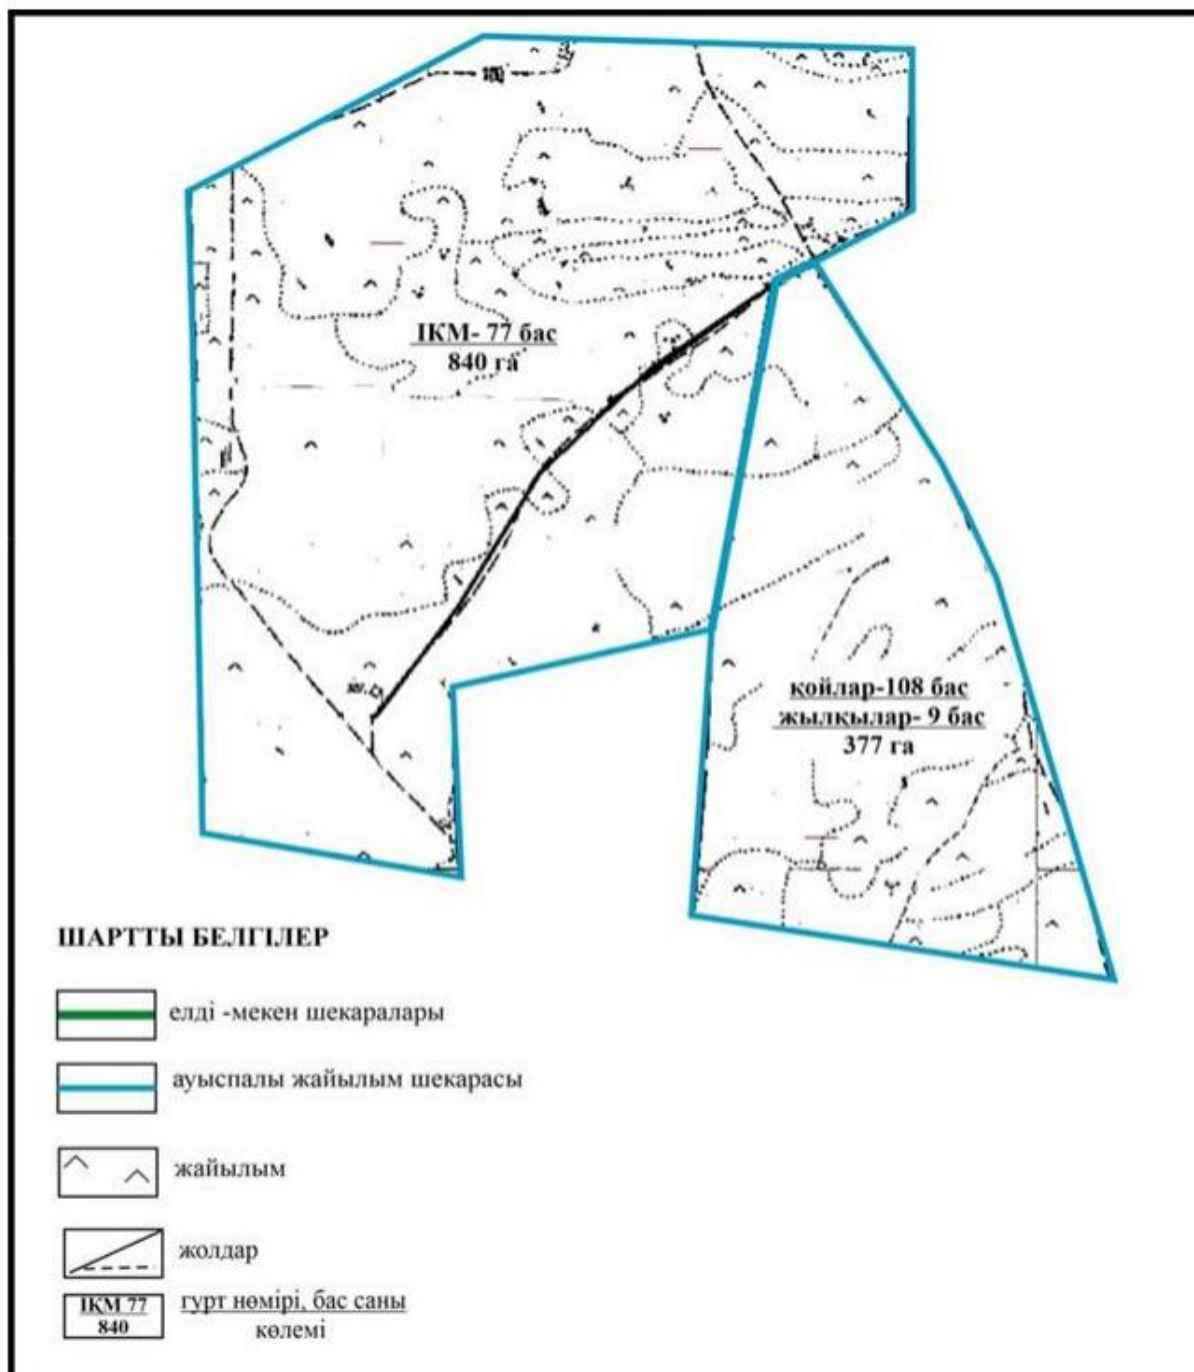 ІКМ- 77 бас
840 га
қойлар-108 бас
жылқылар- 9 бас
377 га
ШАРТТЫ БЕЛГІЛЕР
елді -мекен шекаралары
ауыспалы жайылым шекарасы
жайылым
жолдар
ІҚМ 77
840
гурт нөмірі, бас саны
көлемі